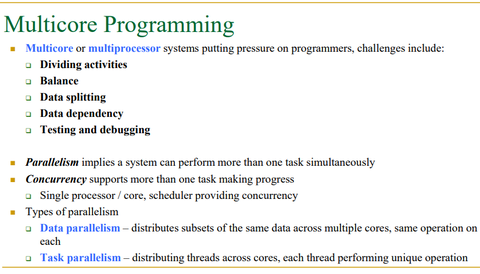 Multicore Programming
Multicore or multiprocessor systems putting pressure on programmers, challenges include:
Dividing activities
Balance
Data splitting
Data dependency
Testing and debugging
Parallelism implies a system can perform more than one task simultaneously
Concurrency supports more than one task making progress
Single processor / core, scheduler providing concurrency
Types of parallelism
Data parallelism – distributes subsets of the same data across multiple cores, same operation on
each
Task parallelism – distributing threads across cores, each thread performing unique operation